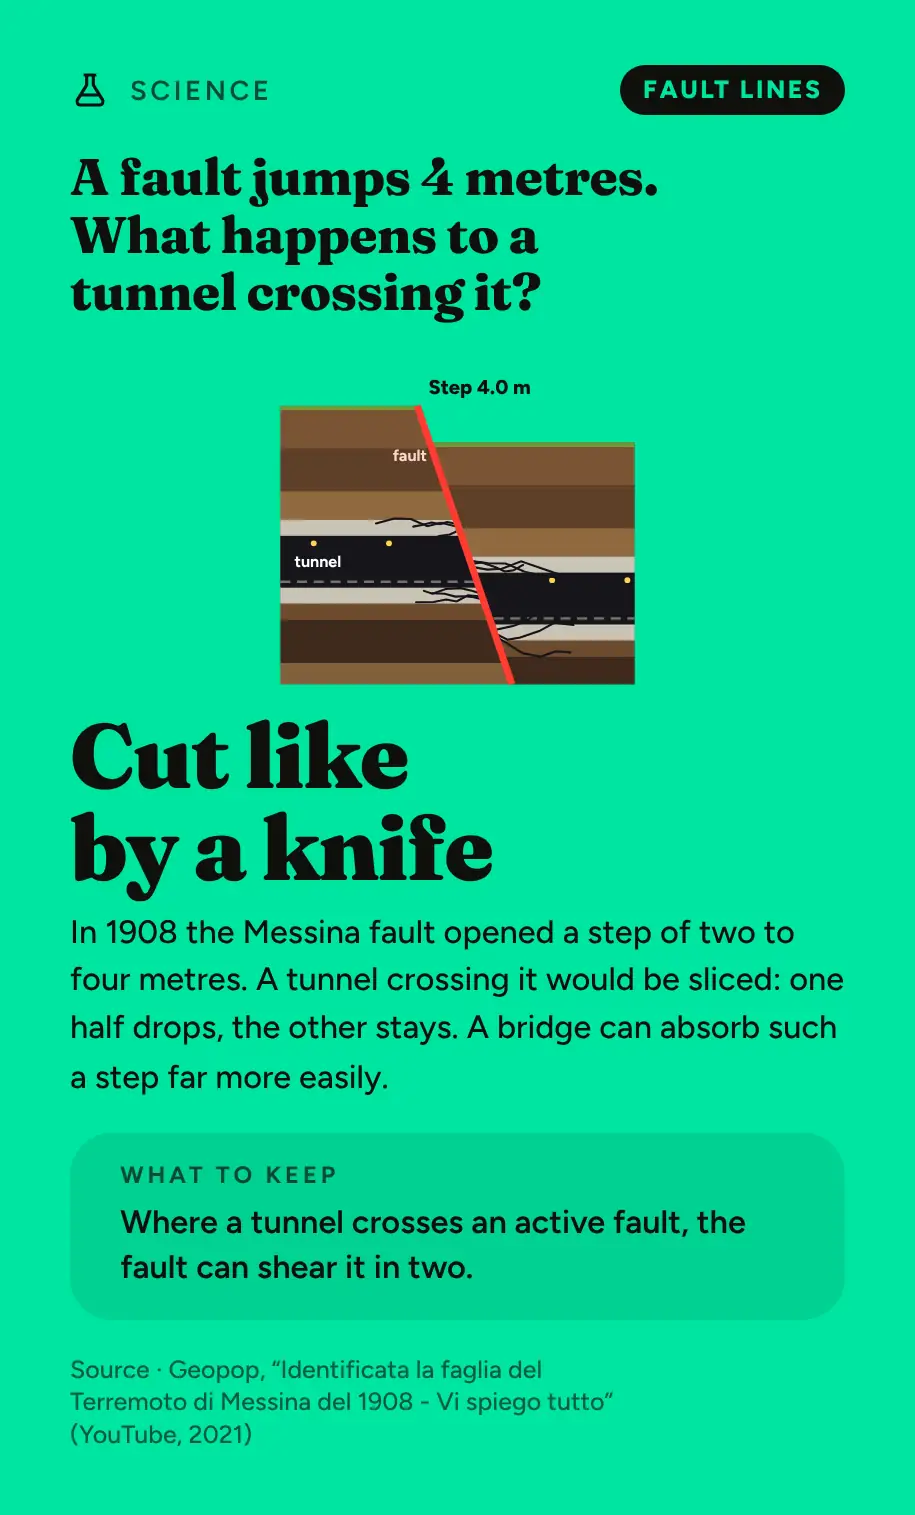 SCIENCE
FAULT LINES
A fault jumps 4 metres.
What happens to a
tunnel crossing it?
Step 4.0 m
fault
tunnel
Cut like
by a knife
In 1908 the Messina fault opened a step of two to
four metres. A tunnel crossing it would be sliced: one
half drops, the other stays. A bridge can absorb such
a step far more easily.
WHAT TO KEEP
Where a tunnel crosses an active fault, the
fault can shear it in two.
Source · Geopop, “Identificata la faglia del
Terremoto di Messina del 1908 - Vi spiego tutto”
(YouTube, 2021)